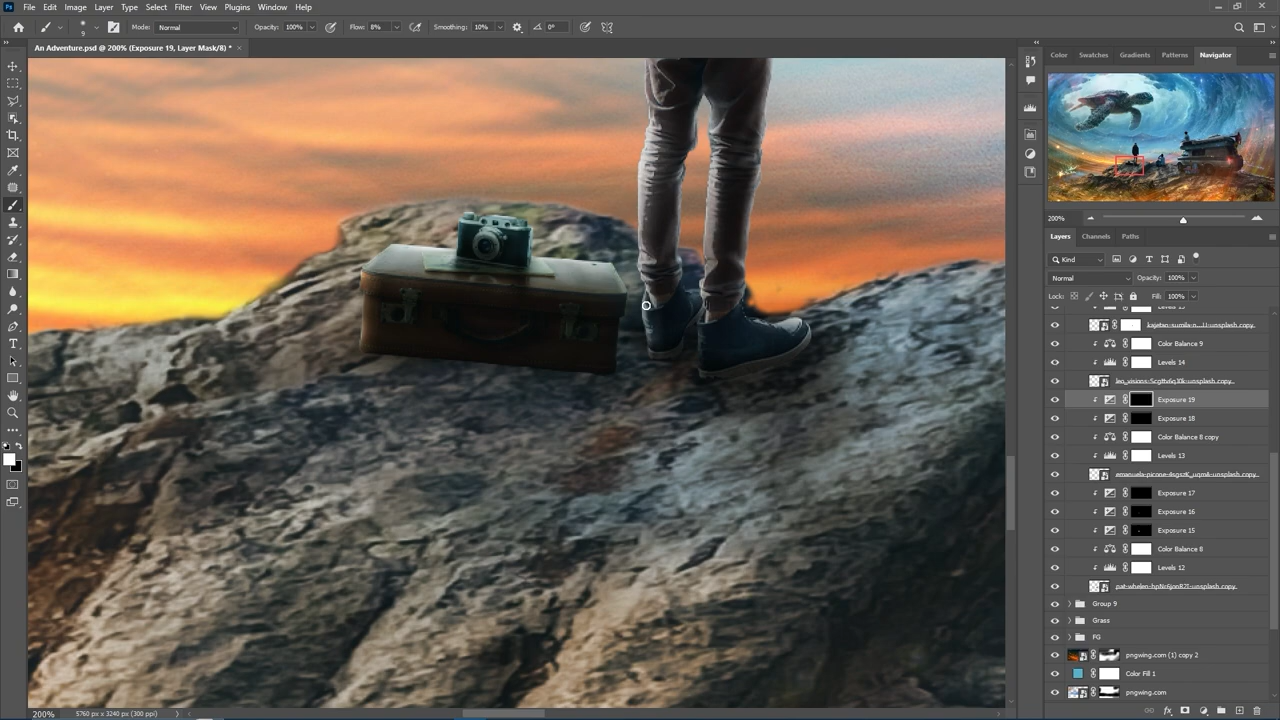 Ps File Edit Image Layer Type Select Filter View Plugins Window Help
9 Mode: Normal Opacity: 100% Flow: 8% Smoothing: 10% 0°
An Adventure.psd @ 200% (Exposure 19, Layer Mask/8) *
Color Swatches Gradients Patterns Navigator
200%
Layers Channels Paths
Kind
Normal Opacity: 100%
Lock: Fill: 100%
Color Balance 9
Levels 14
Exposure 19
Exposure 18
Color Balance 8 copy
Levels 13
Exposure 17
Exposure 16
Exposure 15
Color Balance 8
Levels 12
Group 9
Grass
FG
pngwing.com (1) copy 2
Color Fill 1
pngwing.com
200% 5760 px x 3240 px (300 ppi)